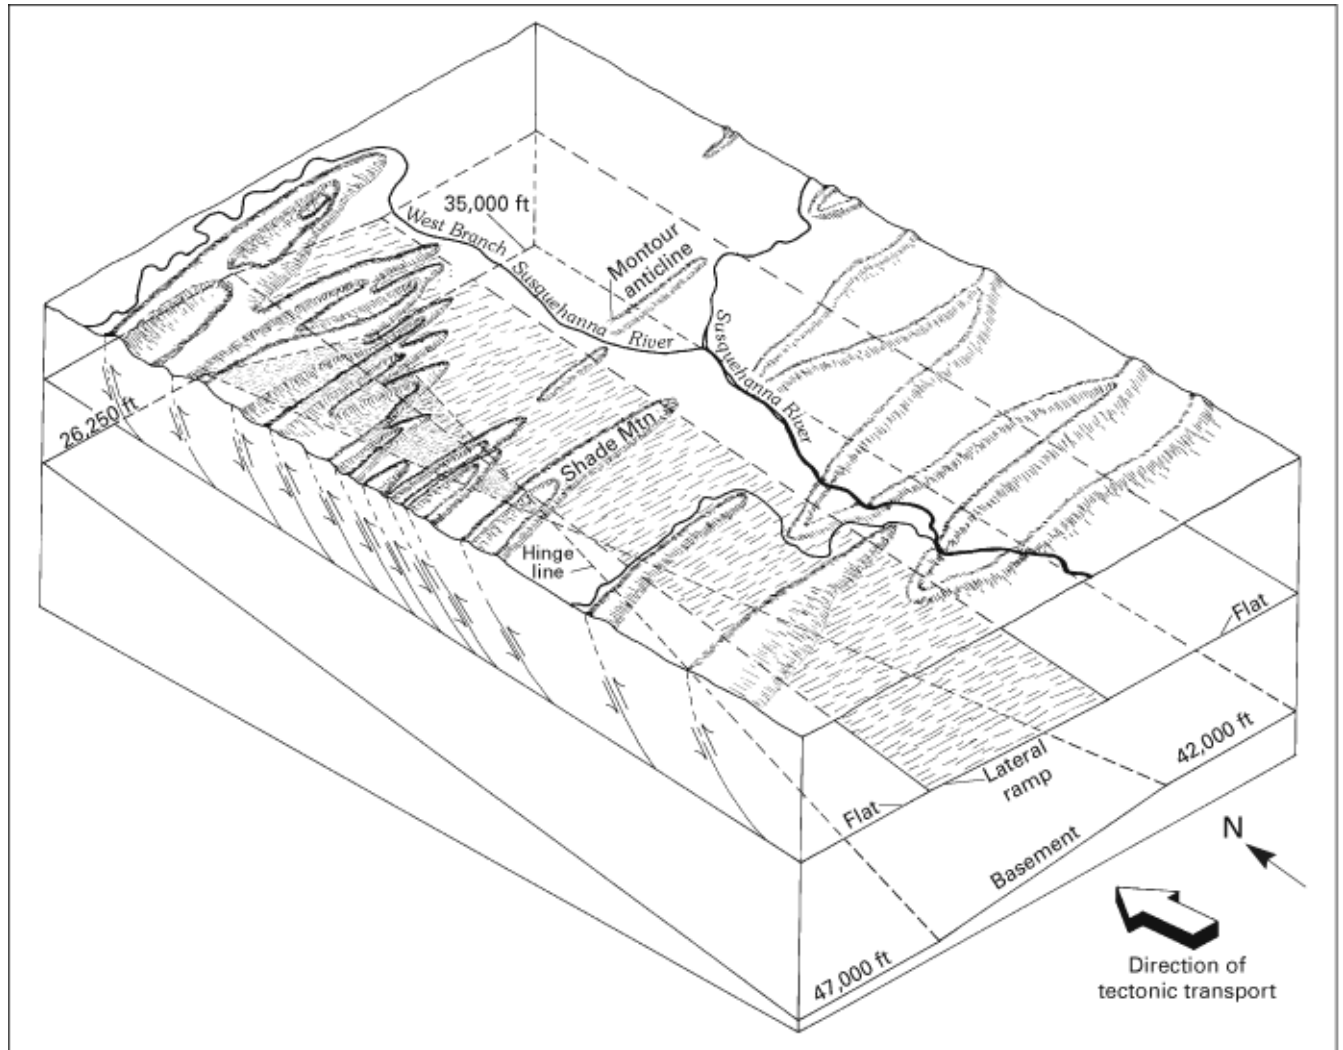 35,000 ft
West Branch
Susquehanna
River
Montour
anticline
Susquehanna River
26,250 ft
Shade Mtn.
Hinge
line
Flat
Lateral
ramp
Flat
42,000 ft
Basement
47,000 ft
N
Direction of
tectonic transport